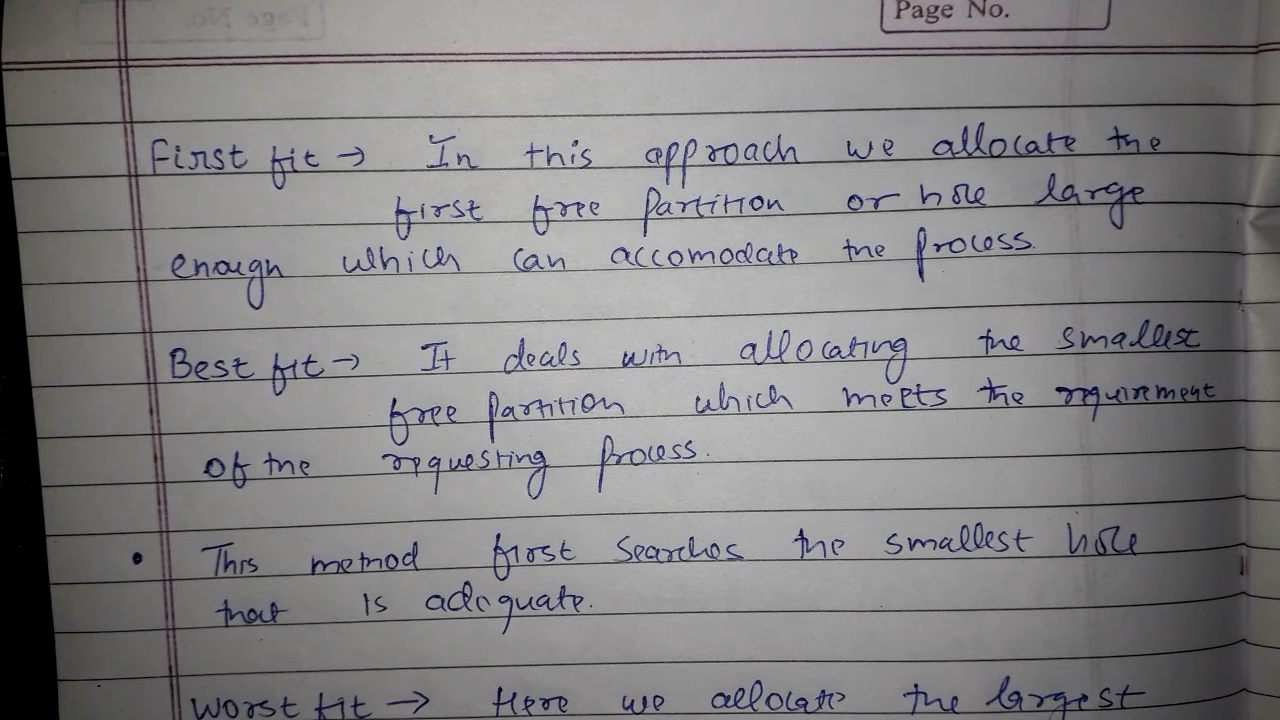 Page No.
First fit → In this approach we allocate the
first free partition or hole large
enough which can accomodate the process.
Best fit → It deals with allocating the smallest
free partition which meets the requirement
of the requesting process.
• This method first searches the smallest hole
that is adequate.
Worst fit → Here we allocate the largest